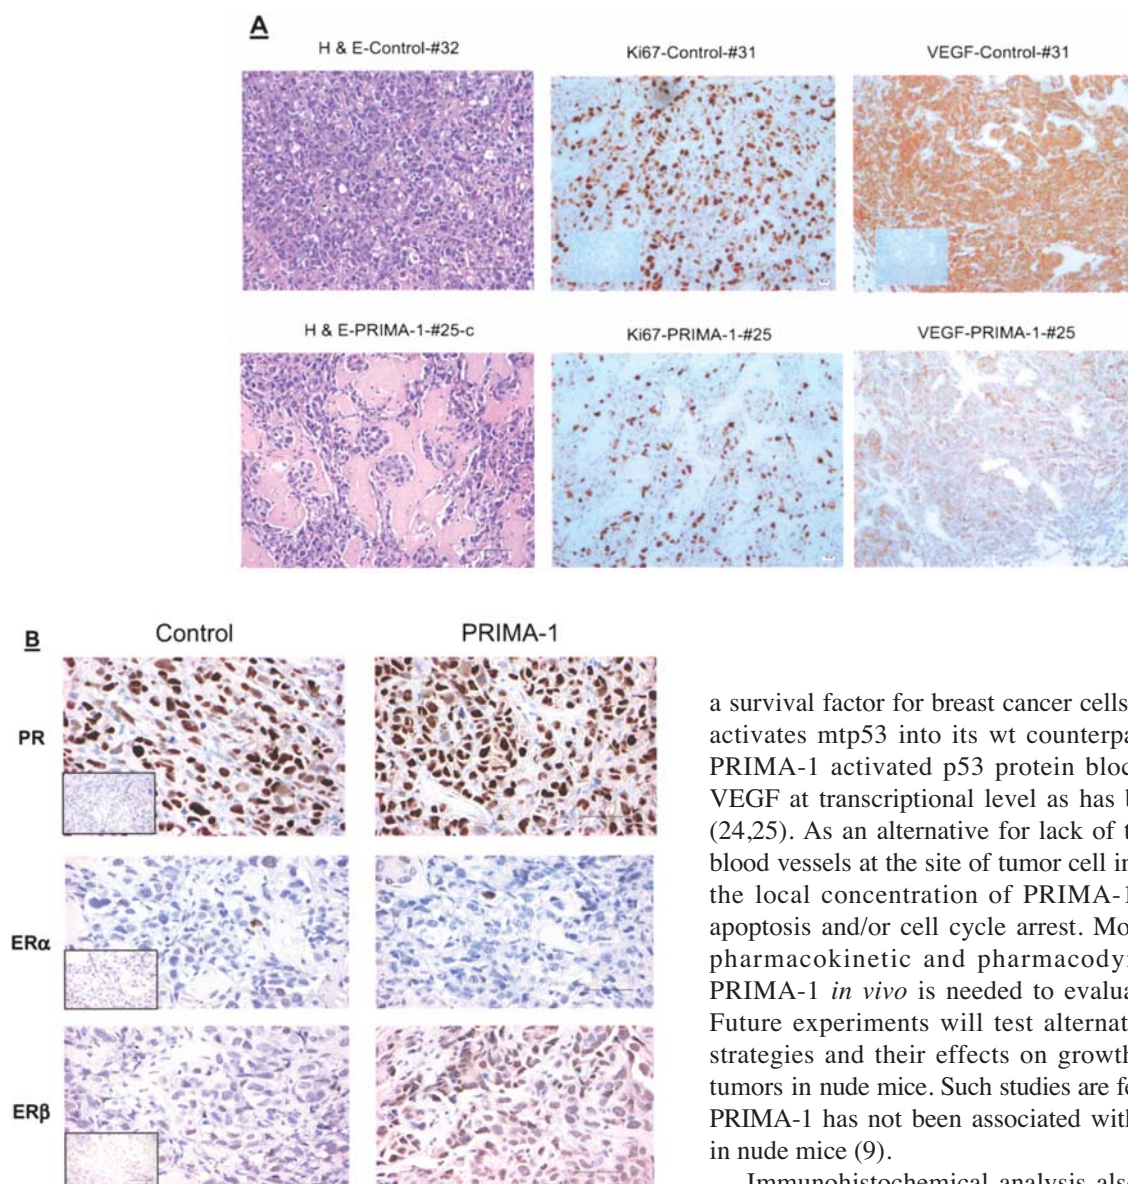 A
H & E-Control-#32
Ki67-Control-#31
VEGF-Control-#31
H & E-PRIMA-1-#25-c
Ki67-PRIMA-1-#25
VEGF-PRIMA-1-#25
B
Control
PRIMA-1
PR
ERα
ERβ
a survival factor for breast cancer cells
activates mtp53 into its wt counterpa
PRIMA-1 activated p53 protein bloc
VEGF at transcriptional level as has b
(24,25). As an alternative for lack of t
blood vessels at the site of tumor cell in
the local concentration of PRIMA-1
apoptosis and/or cell cycle arrest. Mo
pharmacokinetic and pharmacody
PRIMA-1 in vivo is needed to evalua
Future experiments will test alternat
strategies and their effects on growth
tumors in nude mice. Such studies are fe
PRIMA-1 has not been associated with
in nude mice (9).
Immunohistochemical analysis also